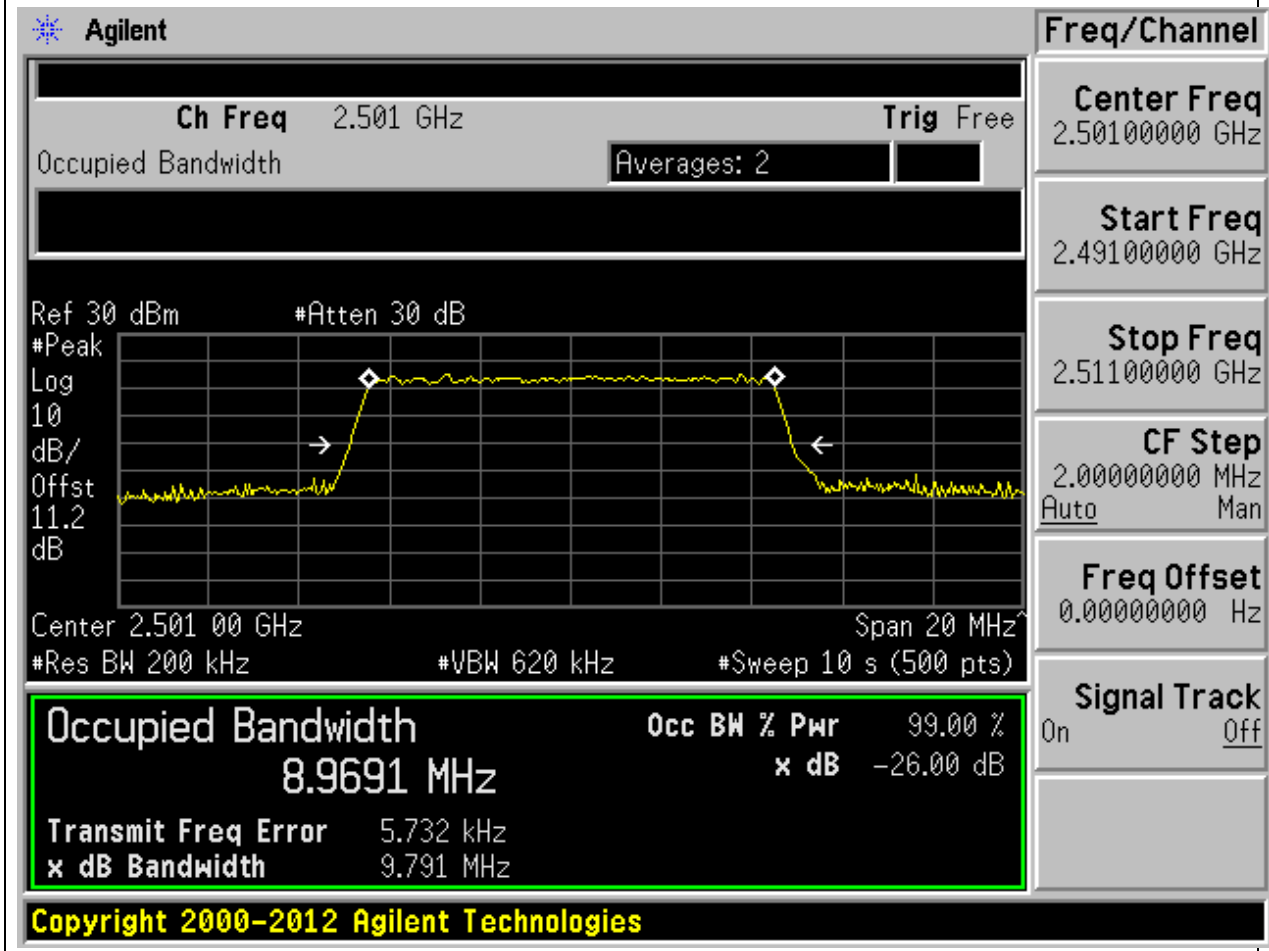 Agilent
Freq/Channel
Ch Freq 2.501 GHz Trig Free
Occupied Bandwidth Averages: 2
Ref 30 dBm #Atten 30 dB
#Peak
Log
10
dB/
Offst
11.2
dB
Center 2.501 00 GHz Span 20 MHz^
#Res BW 200 kHz #VBW 620 kHz #Sweep 10 s (500 pts)
Occupied Bandwidth
8.9691 MHz
Occ BW % Pwr 99.00 %
x dB -26.00 dB
Transmit Freq Error 5.732 kHz
x dB Bandwidth 9.791 MHz
Center Freq
2.50100000 GHz
Start Freq
2.49100000 GHz
Stop Freq
2.51100000 GHz
CF Step
2.00000000 MHz
Auto Man
Freq Offset
0.00000000 Hz
Signal Track
On Off
Copyright 2000-2012 Agilent Technologies